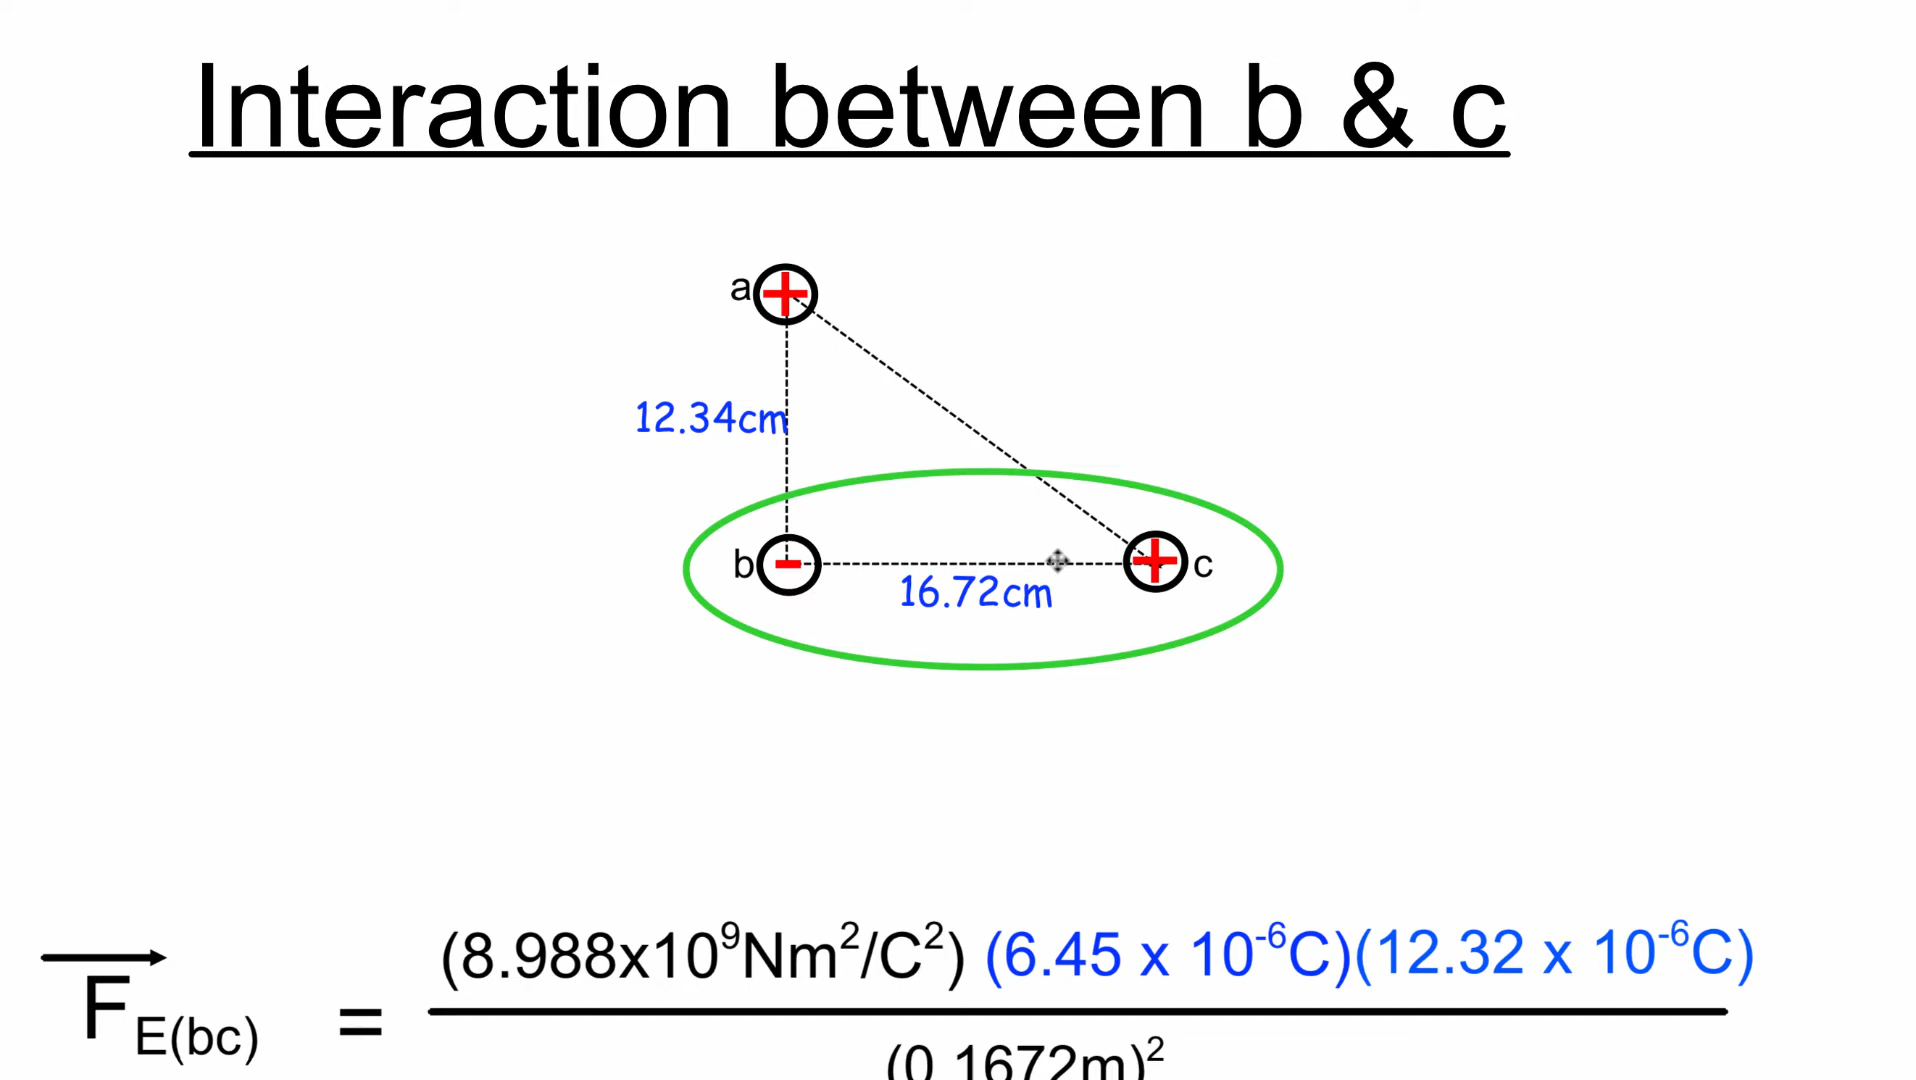 Interaction between b & c
a
12.34cm
b
c
16.72cm
(8.988x10⁹Nm²/C²) (6.45 x 10⁻⁶C)(12.32 x 10⁻⁶C)
F E(bc) =
(0.1672m)²